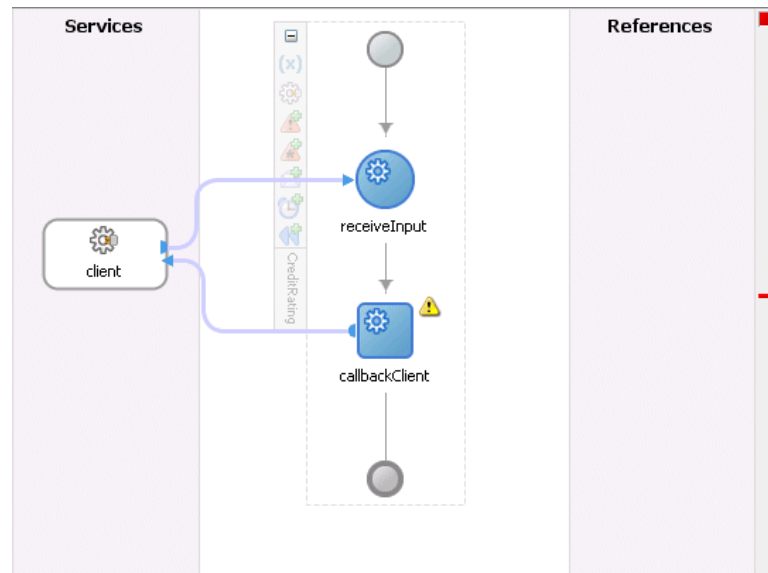 Services
References
(x)
receiveInput
client
CreditRating
callbackClient